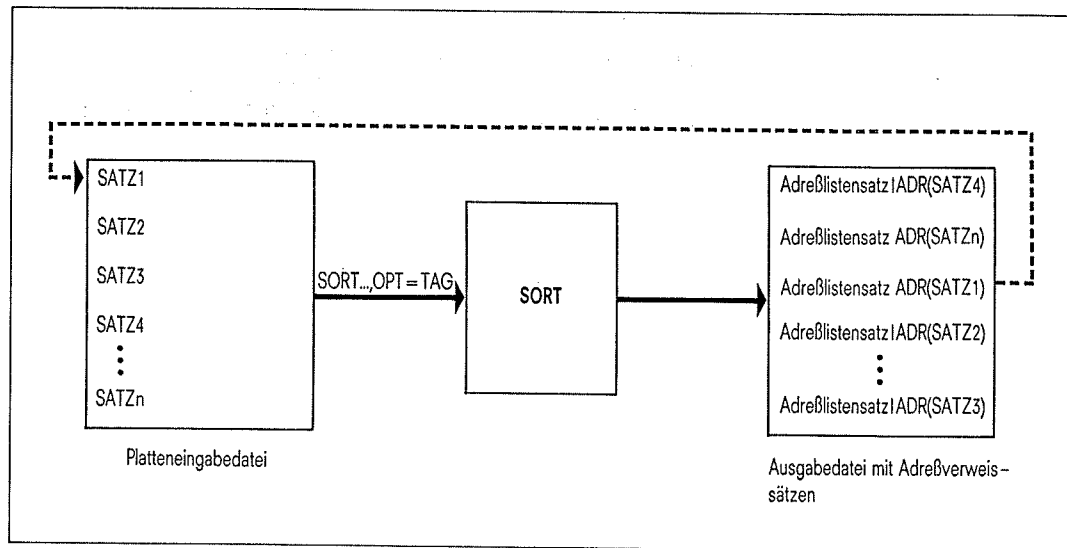 SATZ1
SATZ2
SATZ3
SATZ4
SATZn
Platteneingabedatei
SORT...,OPT=TAG
SORT
Adreßlistensatz|ADR(SATZ4)
Adreßlistensatz ADR(SATZn)
Adreßlistensatz ADR(SATZ1)
Adreßlistensatz|ADR(SATZ2)
Adreßlistensatz|ADR(SATZ3)
Ausgabedatei mit Adreßverweis-
sätzen